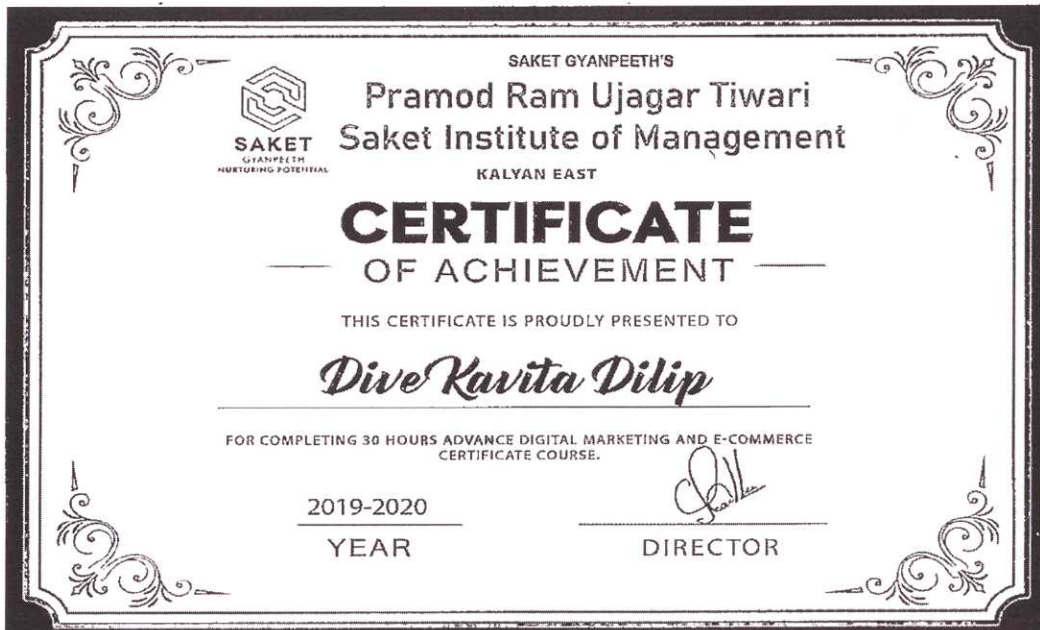 SAKET GYANPEETH'S
Pramod Ram Ujagar Tiwari
Saket Institute of Management
SAKET
GYANPEETH
NURTURING POTENTIAL
KALYAN EAST
CERTIFICATE
OF ACHIEVEMENT
THIS CERTIFICATE IS PROUDLY PRESENTED TO
Dive Kavita Dilip
FOR COMPLETING 30 HOURS ADVANCE DIGITAL MARKETING AND E-COMMERCE
CERTIFICATE COURSE.
2019-2020
YEAR
DIRECTOR